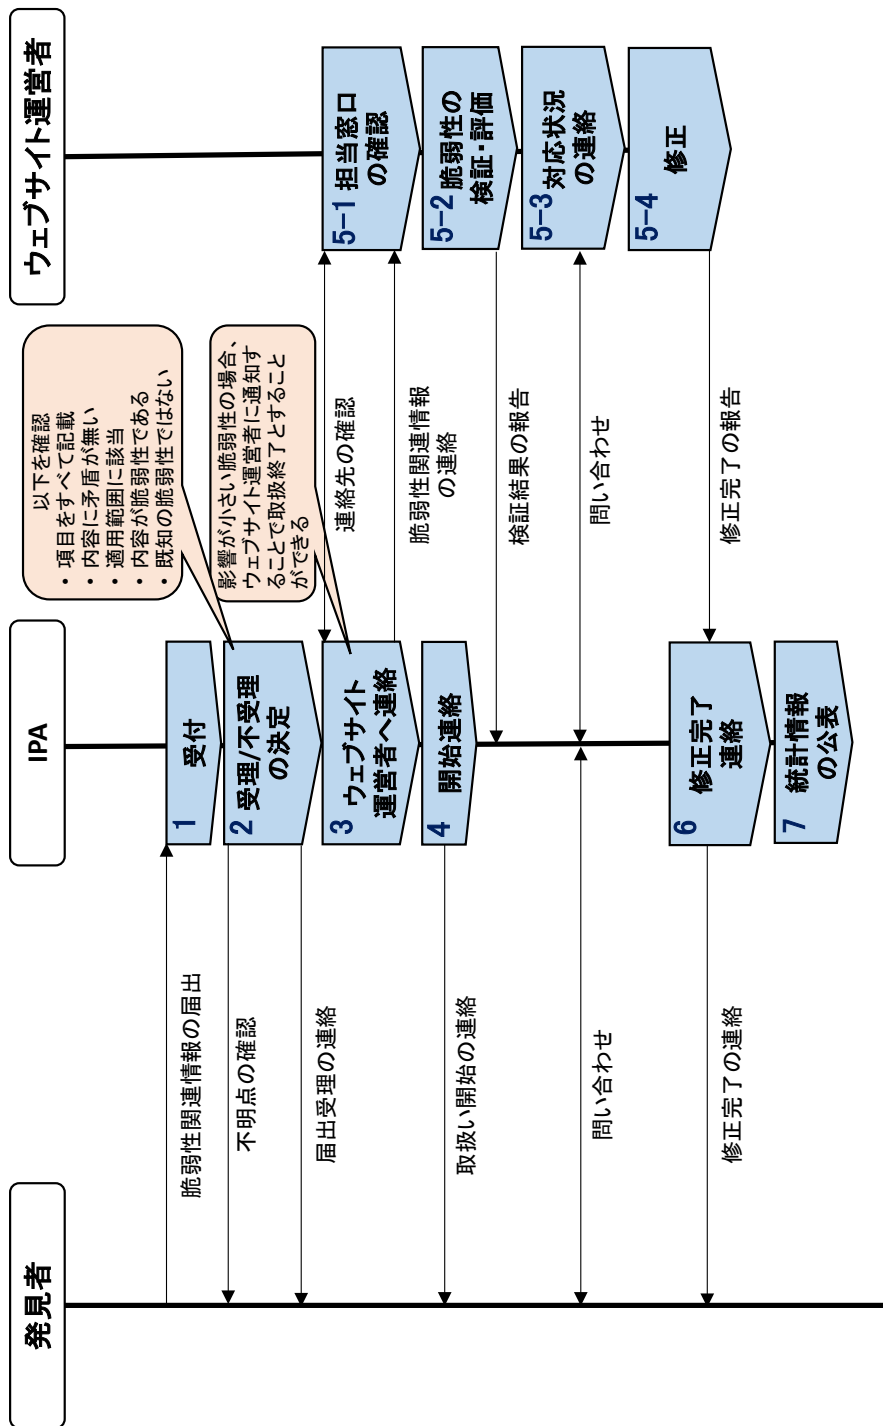 発見者
IPA
ウェブサイト運営者
以下を確認
・ 項目をすべて記載
・ 内容に矛盾が無い
・ 適用範囲に該当
・ 内容が脆弱性である
・ 既知の脆弱性ではない
影響が小さい脆弱性の場合、
ウェブサイト運営者に通知す
ることで取扱終了とすること
ができる
脆弱性関連情報の届出
1 受付
不明点の確認
2 受理/不受理
の決定
届出受理の連絡
3 ウェブサイト
運営者へ連絡
連絡先の確認
5-1 担当窓口
の確認
脆弱性関連情報
の連絡
4 開始連絡
取扱い開始の連絡
5-2 脆弱性の
検証・評価
検証結果の報告
5-3 対応状況
の連絡
問い合わせ
問い合わせ
5-4 修正
修正完了の報告
6 修正完了
連絡
修正完了の連絡
7 統計情報
の公表